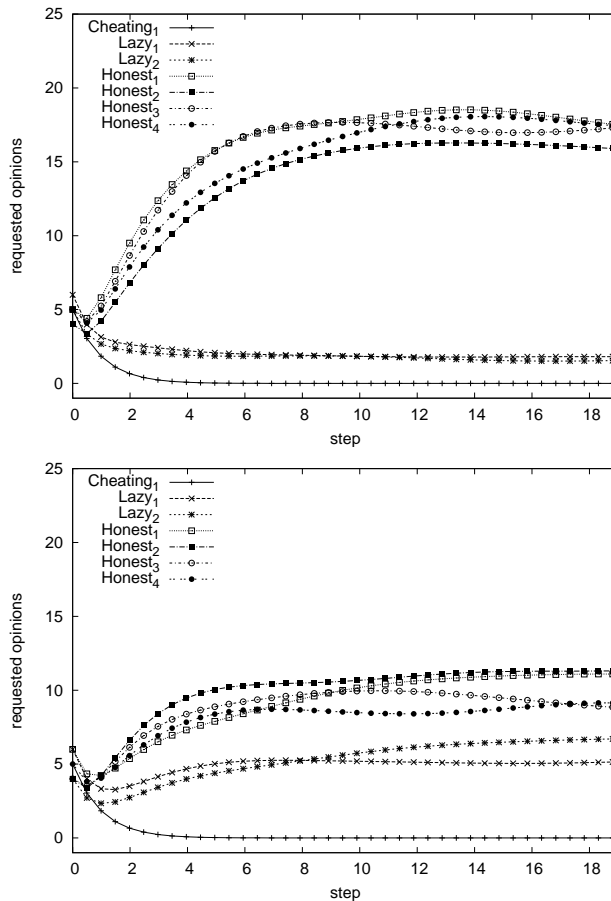 25
20
15
10
5
0
requested opinions
Cheating1
Lazy1
Lazy2
Honest1
Honest2
Honest3
Honest4
0 2 4 6 8 10 12 14 16 18
step
25
20
15
10
5
0
requested opinions
Cheating1
Lazy1
Lazy2
Honest1
Honest2
Honest3
Honest4
0 2 4 6 8 10 12 14 16 18
step